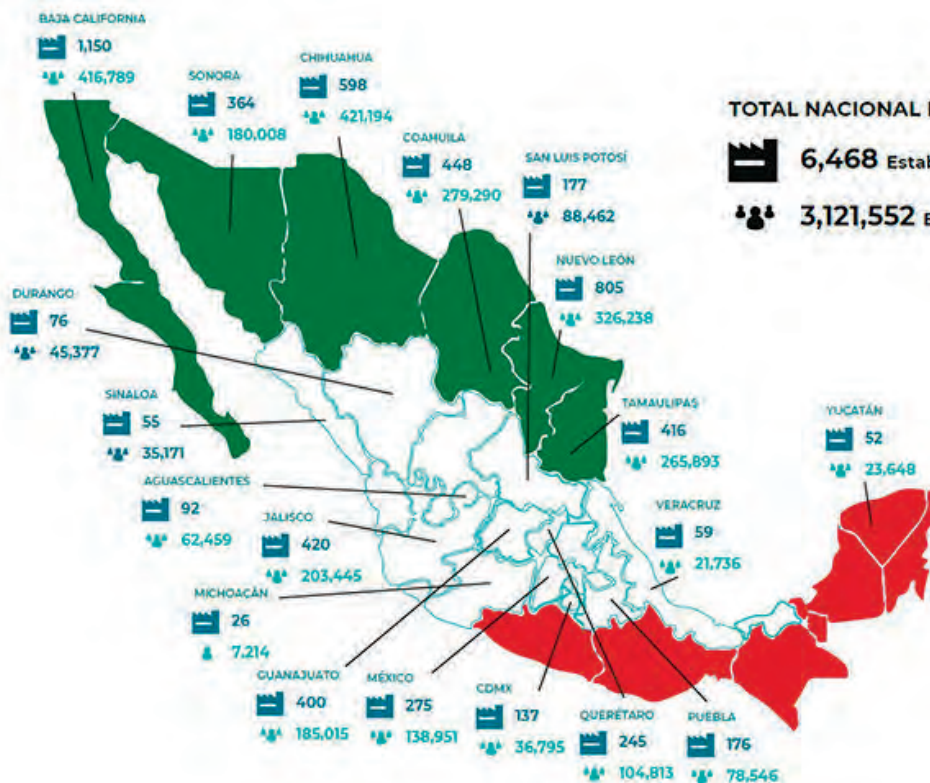 BAJA CALIFORNIA
1,150
416,789
SONORA
364
180,008
CHIHUAHUA
598
421,194
COAHUILA
448
279,290
SAN LUIS POTOSÍ
177
88,462
NUEVO LEÓN
805
326,238
TOTAL NACIONAL
6,468 Estab
3,121,552
DURANGO
76
45,377
SINALOA
55
35,171
AGUASCALIENTES
92
62,459
JALISCO
420
203,445
MICHOACÁN
26
7,214
TAMAULIPAS
416
265,893
YUCATÁN
52
23,648
VERACRUZ
59
21,736
GUANAJUATO
400
185,015
MÉXICO
275
138,951
CDMX
137
36,795
QUERÉTARO
245
104,813
PUEBLA
176
78,546